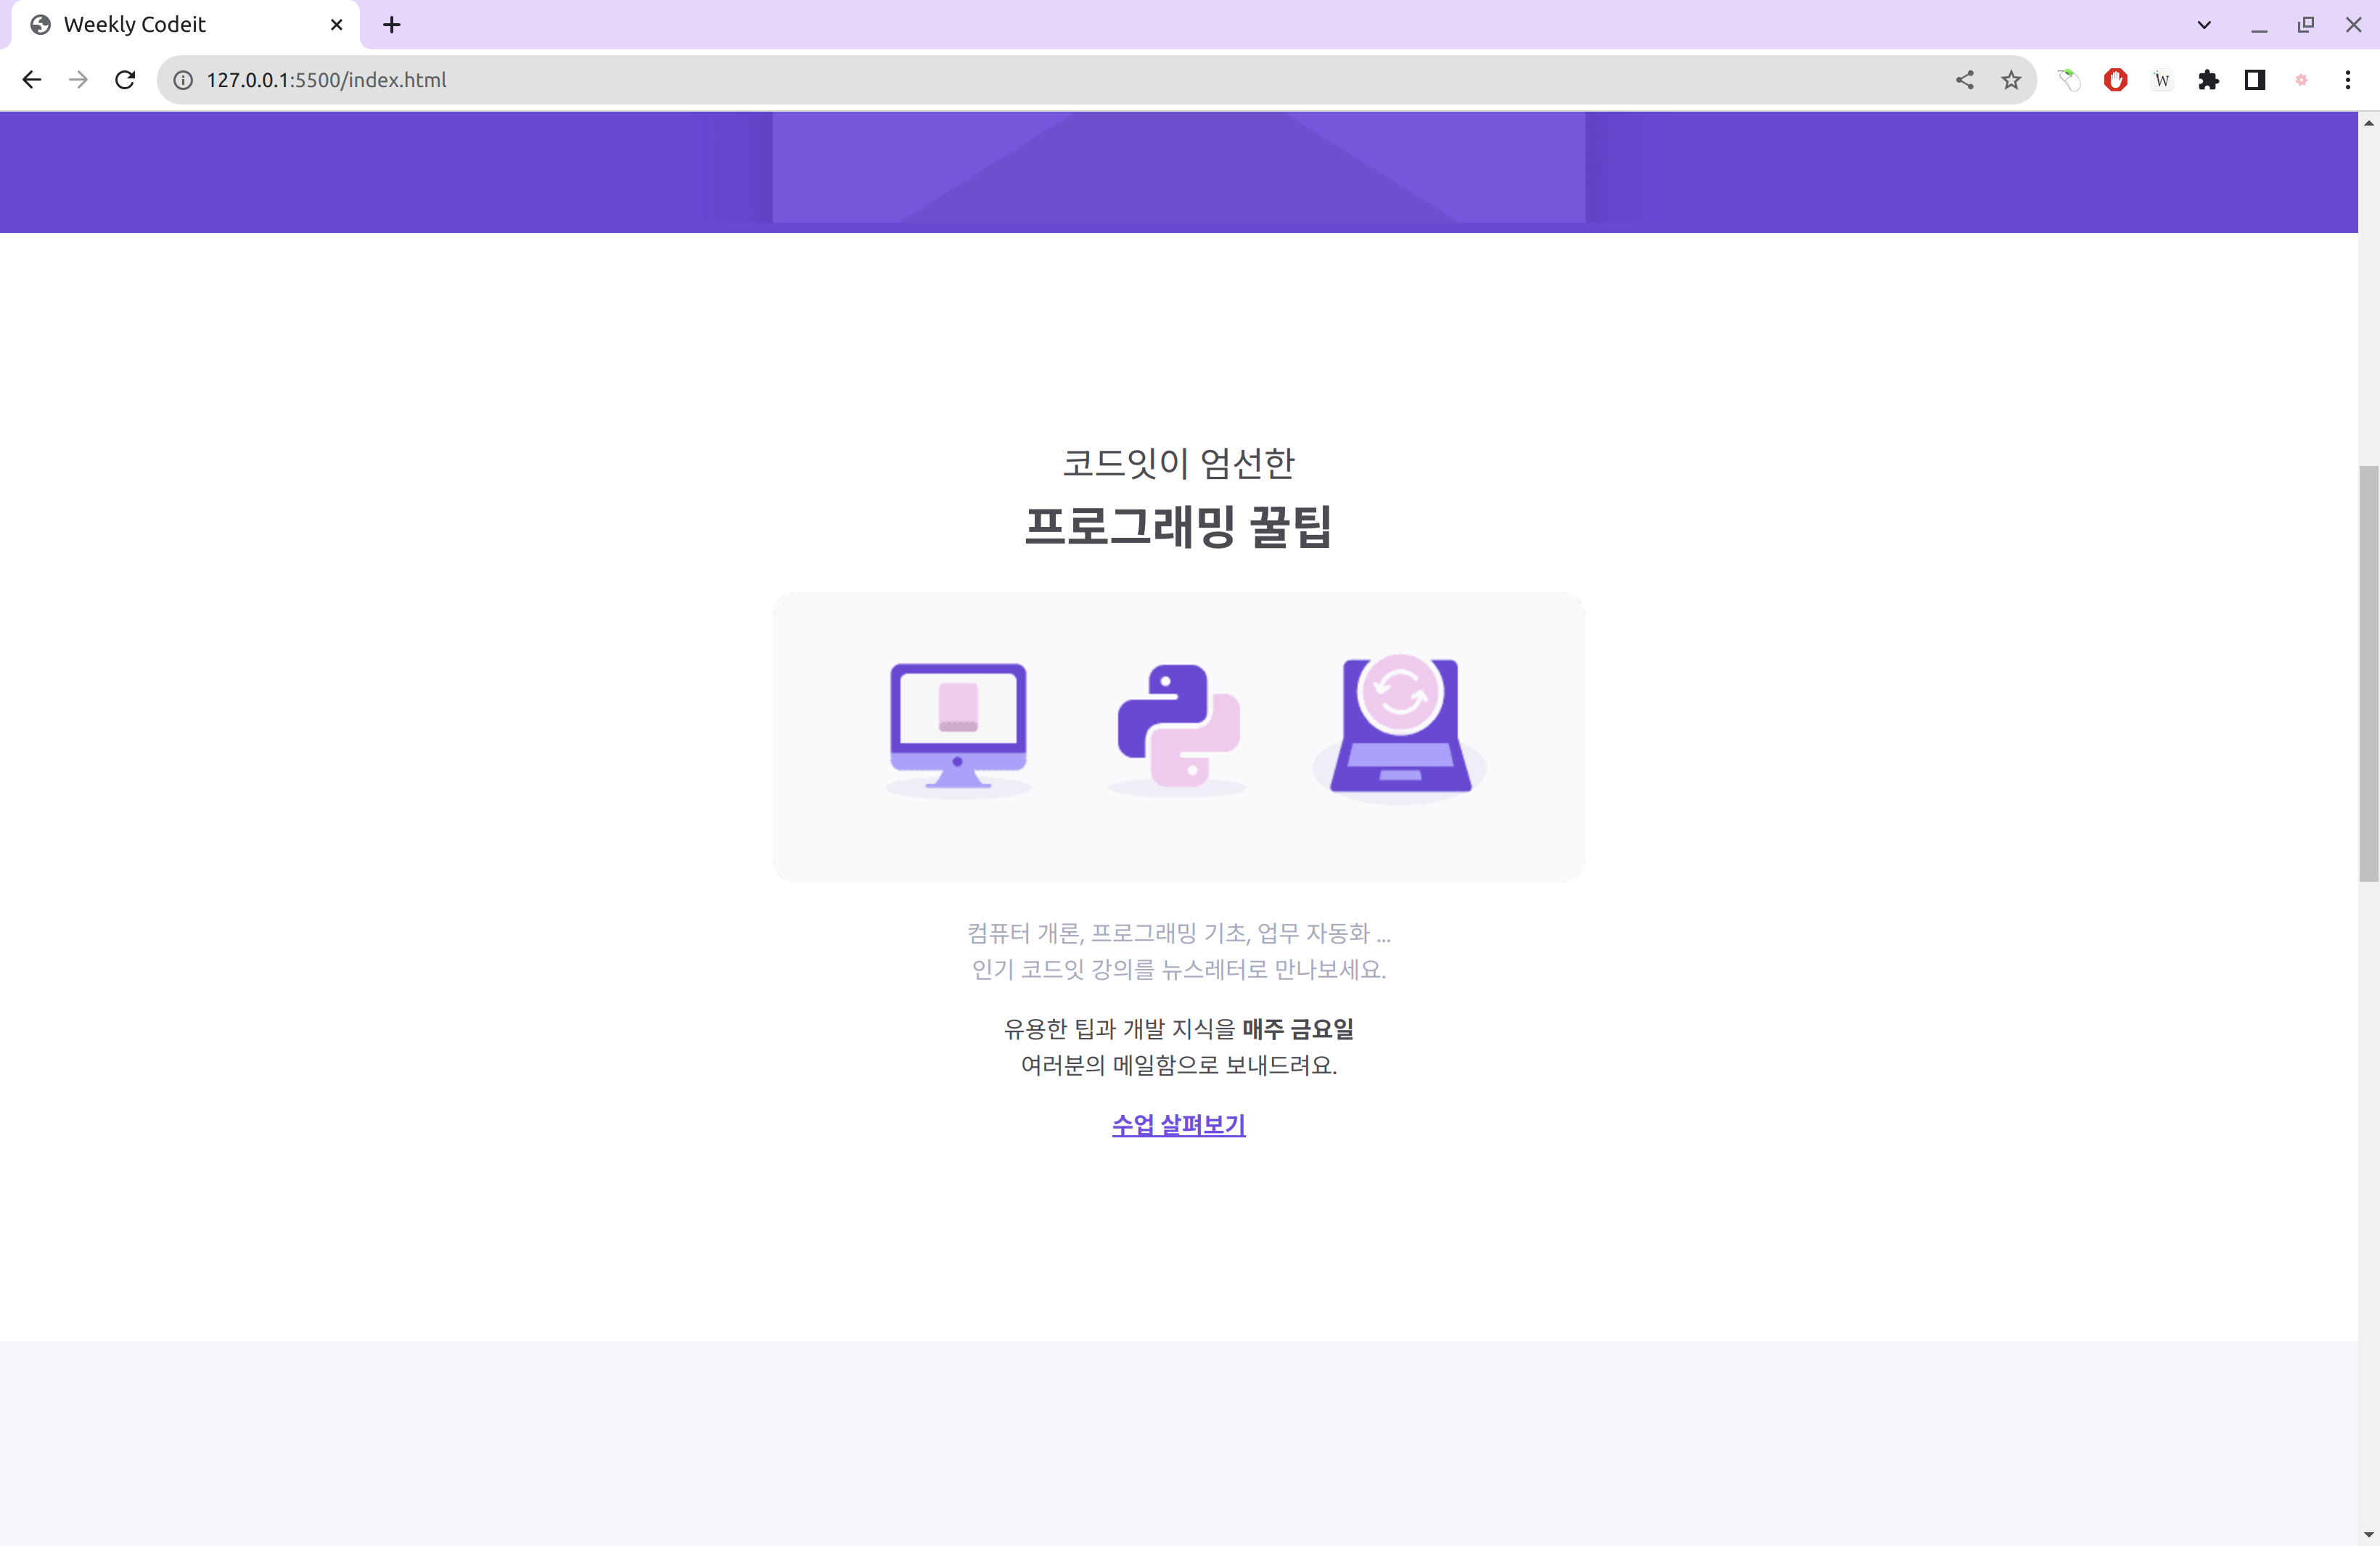 Weekly Codeit
127.0.0.1:5500/index.html
W
코드잇이 엄선한
프로그래밍 꿀팁
컴퓨터 개론, 프로그래밍 기초, 업무 자동화 ...
인기 코드잇 강의를 뉴스레터로 만나보세요.
유용한 팁과 개발 지식을 매주 금요일
여러분의 메일함으로 보내드려요.
수업 살펴보기